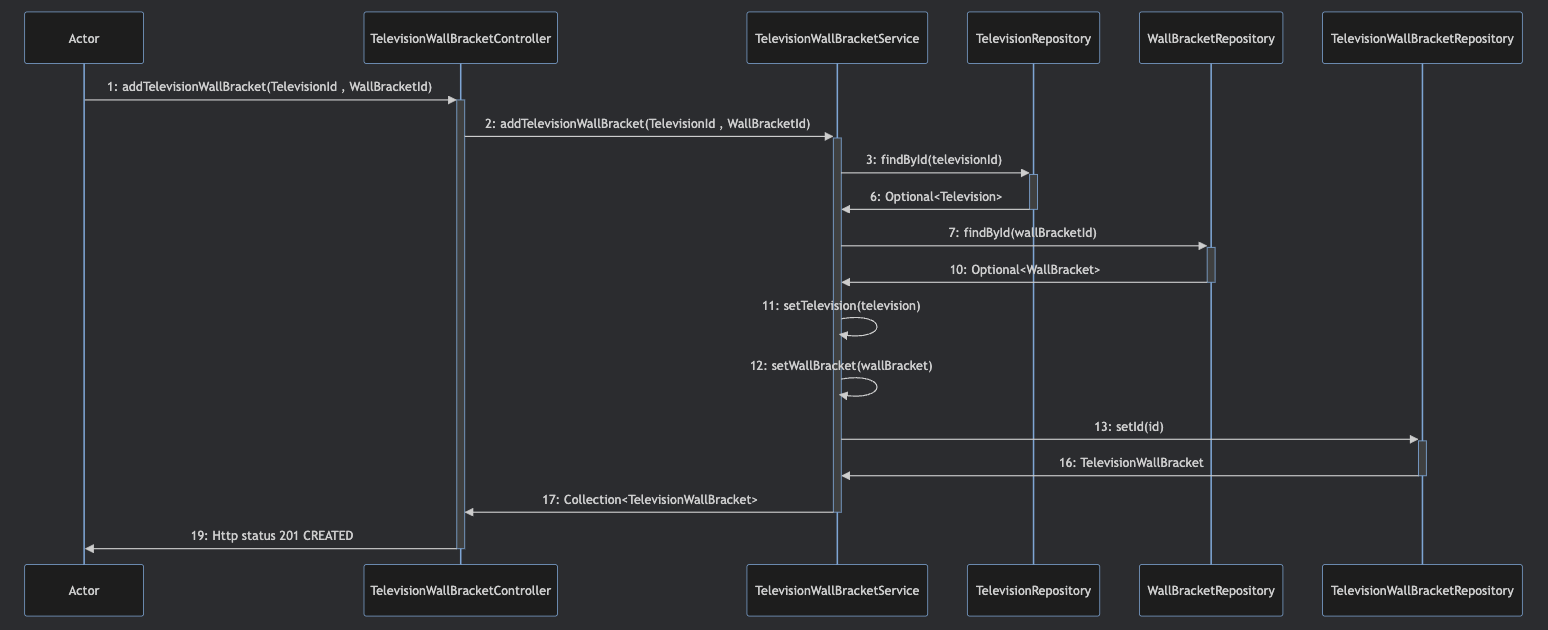 Actor
TelevisionWallBracketController
TelevisionWallBracketService
TelevisionRepository
WallBracketRepository
TelevisionWallBracketRepository
1: addTelevisionWallBracket(TelevisionId , WallBracketId)
2: addTelevisionWallBracket(TelevisionId , WallBracketId)
3: findById(televisionId)
6: Optional<Television>
7: findById(wallBracketId)
10: Optional<WallBracket>
11: setTelevision(television)
12: setWallBracket(wallBracket)
13: setId(id)
16: TelevisionWallBracket
17: Collection<TelevisionWallBracket>
19: Http status 201 CREATED
Actor
TelevisionWallBracketController
TelevisionWallBracketService
TelevisionRepository
WallBracketRepository
TelevisionWallBracketRepository